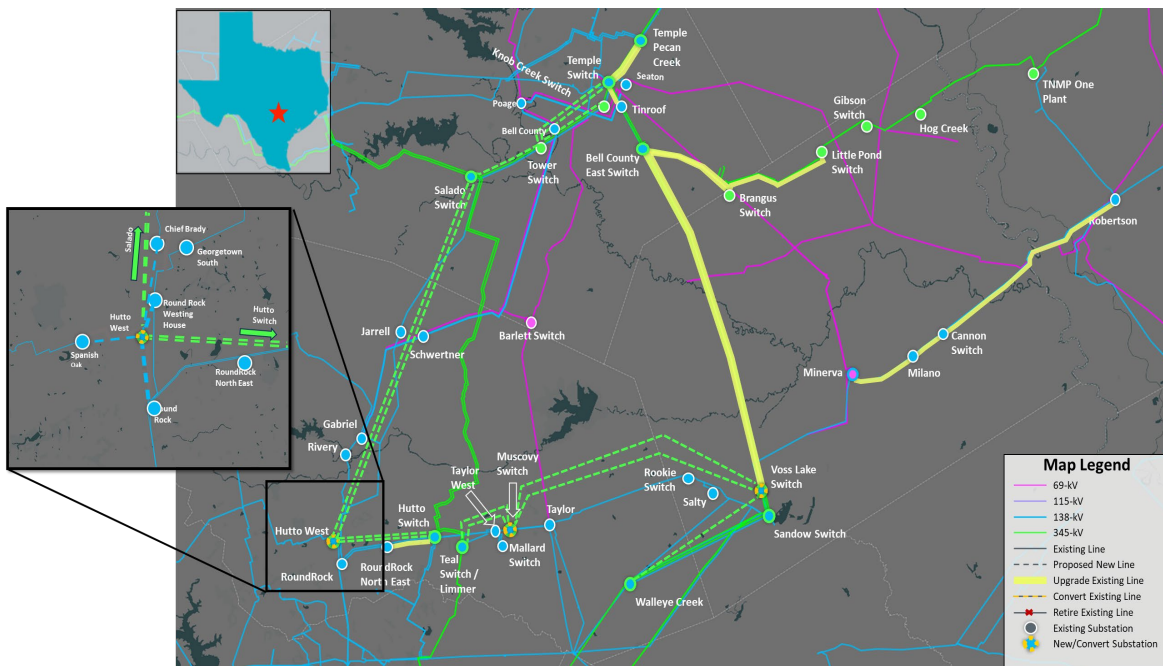 Temple
Pecan
Creek
Temple
Switch
Knob Creek Switch
Seaton
Poage
Tinroof
Bell County
Tower
Switch
Bell County
East Switch
TNMP One
Plant
Gibson
Switch
Hog Creek
Little Pond
Switch
Brangus
Switch
Robertson
Salado
Switch
Salado
Chief Brady
Georgetown
South
Round Rock
Westing
House
Hutto
West
Hutto
Switch
Spanish
Oak
RoundRock
North East
ound
Rock
Jarrell
Schwertner
Barlett Switch
Cannon
Switch
Milano
Minerva
Gabriel
Rivery
Taylor
West
Muscovy
Switch
Rookie
Switch
Salty
Voss Lake
Switch
Hutto West
Hutto
Switch
Taylor
Mallard
Switch
Sandow Switch
RoundRock
RoundRock
North East
Teal
Switch /
Limmer
Walleye Creek
Map Legend
69-kV
115-kV
138-kV
345-kV
Existing Line
Proposed New Line
Upgrade Existing Line
Convert Existing Line
Retire Existing Line
Existing Substation
New/Convert Substation